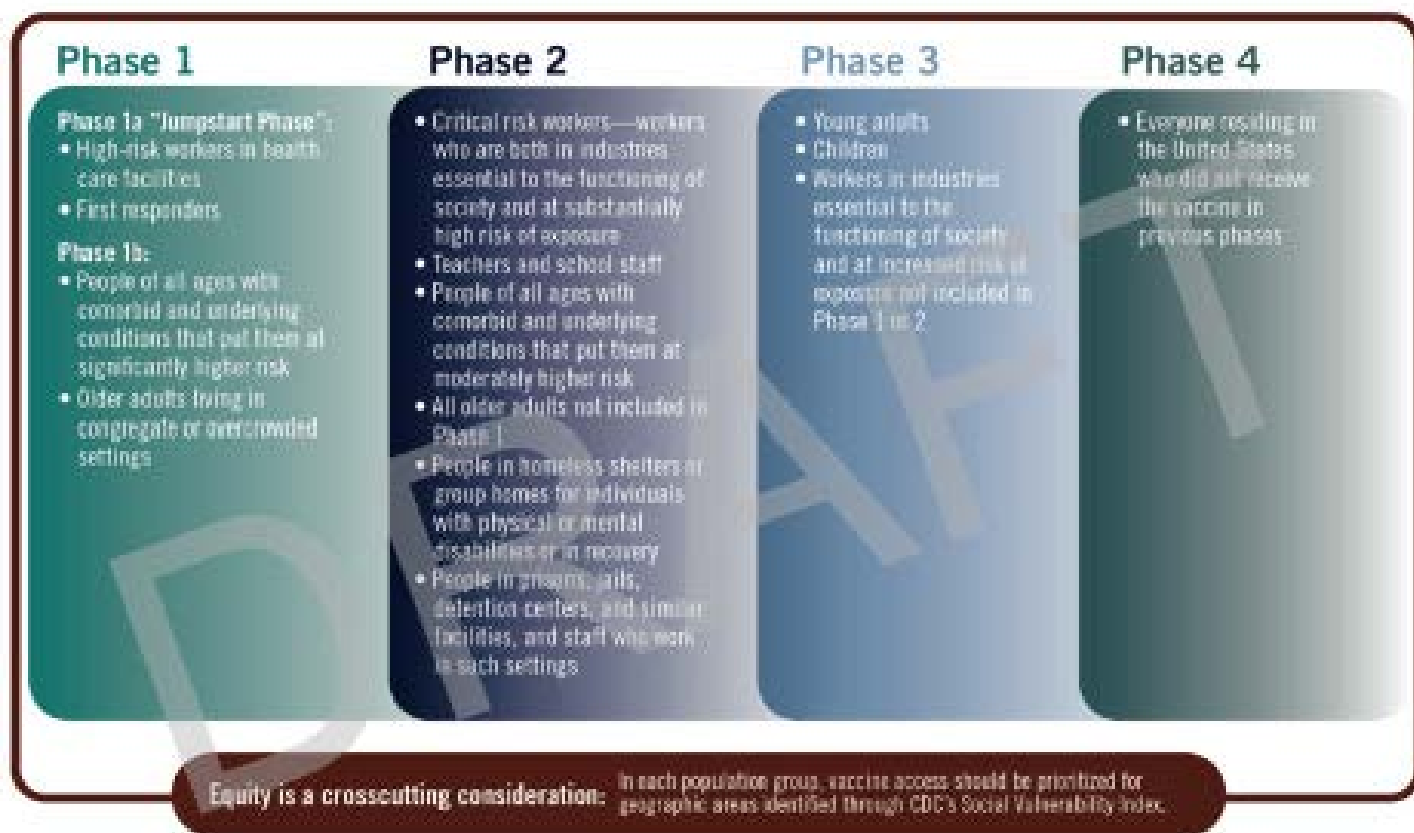 Phase 1
Phase 1a "Jumpstart Phase":
• High-risk workers in health
care facilities
• First responders
Phase 1b:
• People of all ages with
comorbid and underlying
conditions that put them at
significantly higher risk
• Older adults living in
congregate or overcrowded
settings
Phase 2
• Critical risk workers—workers
who are both in industries
essential to the functioning of
society and at substantially
high risk of exposure
• Teachers and school staff
• People of all ages with
comorbid and underlying
conditions that put them at
moderately higher risk
• All older adults not included in
Phase 1
• People in homeless shelters or
group homes for individuals
with physical or mental
disabilities or in recovery
• People in prisons, jails,
detention centers, and similar
facilities, and staff who work
in such settings
Phase 3
• Young adults
• Children
• Workers in industries
essential to the
functioning of society
and at increased risk of
exposure not included in
Phase 1 or 2
Phase 4
• Everyone residing in
the United States
who did not receive
the vaccine in
previous phases
DRAFT
Equity is a crosscutting consideration:
In each population group, vaccine access should be prioritized for
geographic areas identified through CDC's Social Vulnerability Index.